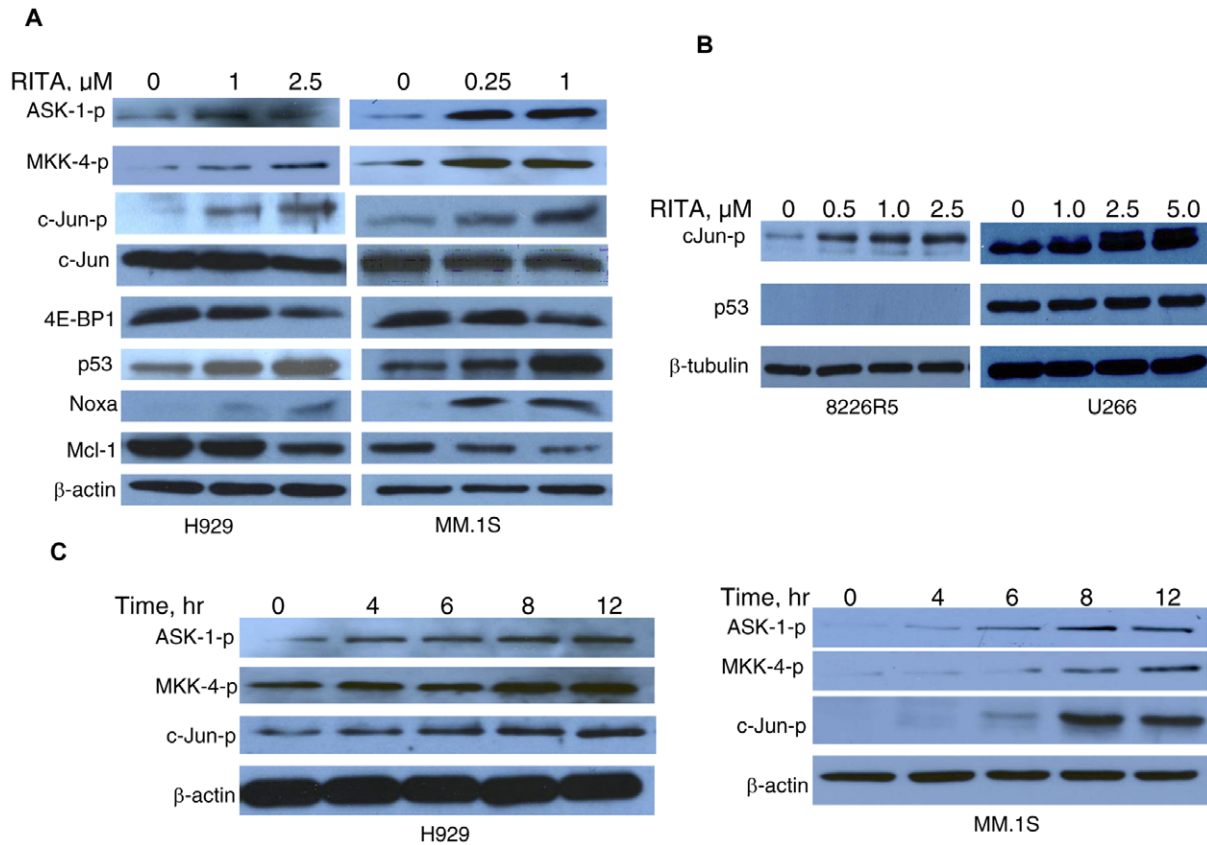 A
RITA, µM 0 1 2.5 0 0.25 1
ASK-1-p
MKK-4-p
c-Jun-p
c-Jun
4E-BP1
p53
Noxa
Mcl-1
β-actin
H929 MM.1S
B
RITA, µM 0 0.5 1.0 2.5 0 1.0 2.5 5.0
cJun-p
p53
β-tubulin
8226R5 U266
C
Time, hr 0 4 6 8 12
ASK-1-p
MKK-4-p
c-Jun-p
β-actin
H929
Time, hr 0 4 6 8 12
ASK-1-p
MKK-4-p
c-Jun-p
β-actin
MM.1S